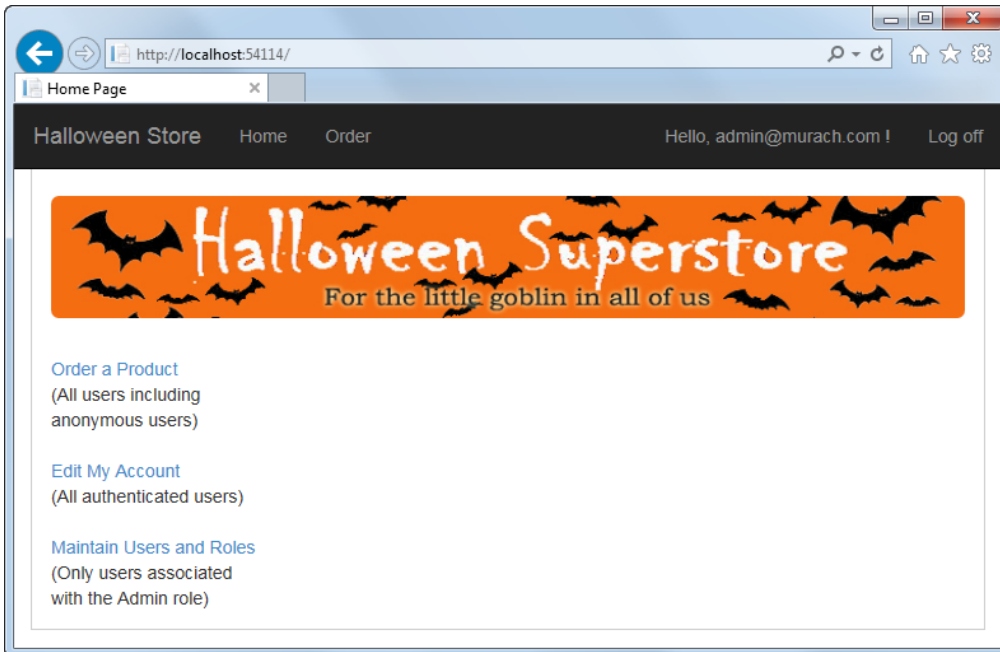 http://localhost:54114/
Home Page
Halloween Store Home Order Hello, admin@murach.com ! Log off
Halloween Superstore
For the little goblin in all of us
Order a Product
(All users including
anonymous users)
Edit My Account
(All authenticated users)
Maintain Users and Roles
(Only users associated
with the Admin role)